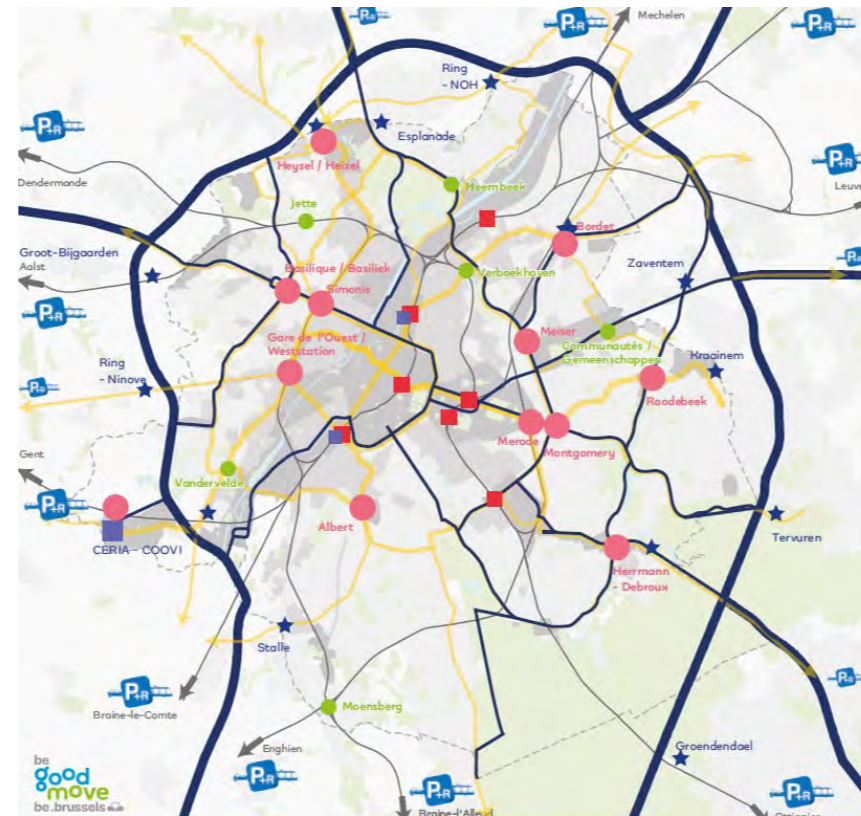 P+R
P+R
P+R
Mechelen
Ring
- NOH
P+R
Esplanade
P+R
Heysel / Heizel
Dendermonde
Heembeek
Jette
Bordet
Groot-Bijgaarden
Aalst
Zaventem
P+R
Basilique / Basiliek
Verboekhoven
Simonis
P+R
Gare de l'Ouest /
Weststation
Meiser
Communautés /
Gemeenschappen
Kraainem
Ring
- Ninove
P+R
Roodebeek
Merode
Montgomery
Gent
Vandervelde
P+R
Albert
Tervuren
CERIA - COOVI
Herrmann
- Debroux
Stalle
P+R
P+R
Braine-le-Comte
Moensberg
Enghien
Groendendael
P+R
P+R
P+R
Braine-l'Alleud
be
good
move
be.brussels